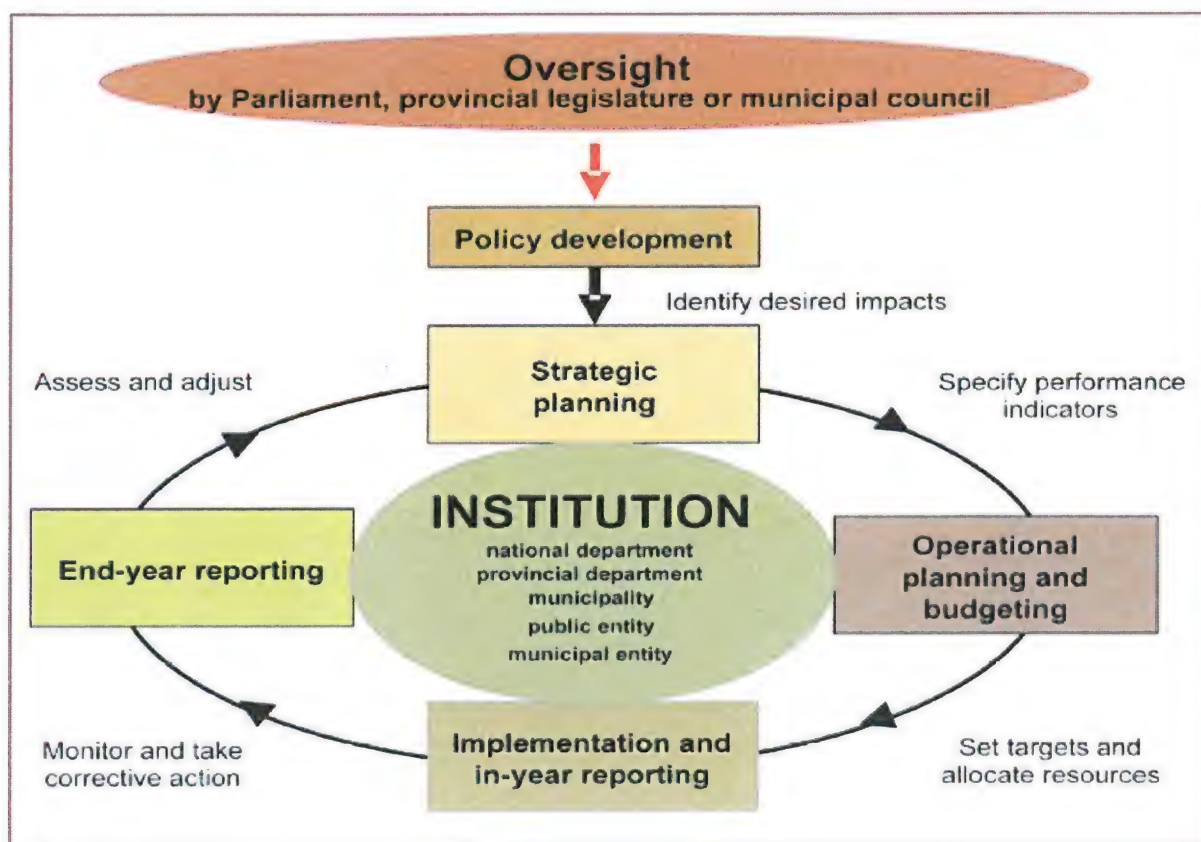 Oversight
by Parliament, provincial legislature or municipal council
Policy development
Identify desired impacts
Strategic
planning
Assess and adjust
Specify performance
indicators
INSTITUTION
national department
provincial department
municipality
public entity
municipal entity
End-year reporting
Operational
planning and
budgeting
Implementation and
in-year reporting
Monitor and take
corrective action
Set targets and
allocate resources